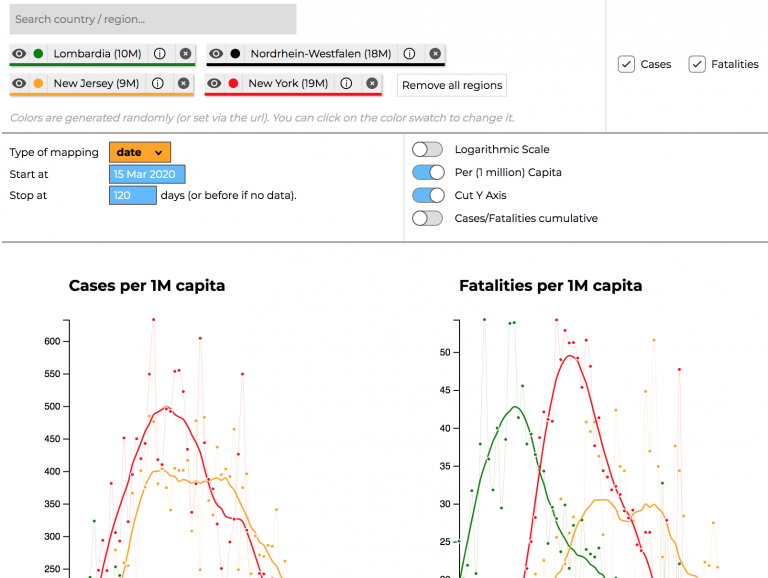 Search country / region...
Lombardia (10M)
Nordrhein-Westfalen (18M)
New Jersey (9M)
New York (19M)
Remove all regions
Cases
Fatalities
Colors are generated randomly (or set via the url). You can click on the color swatch to change it.
Type of mapping date
Start at 15 Mar 2020
Stop at 120 days (or before if no data).
Logarithmic Scale
Per (1 million) Capita
Cut Y Axis
Cases/Fatalities cumulative
Cases per 1M capita
600
550
500
450
400
350
300
250
Fatalities per 1M capita
50
45
40
35
30
25